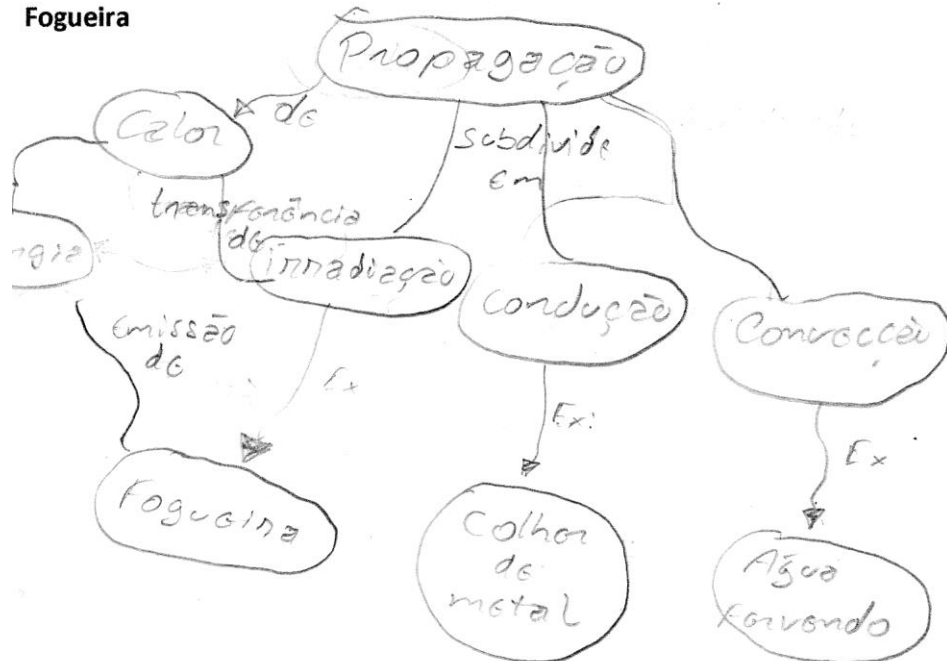 Fogueira
Propagação
de
Calor
subdivide
em
transferência
de
irradiação
condução
Convecção
emissão
de
Ex
Ex:
Ex
Fogueira
Colher
de
metal
Água
fervendo